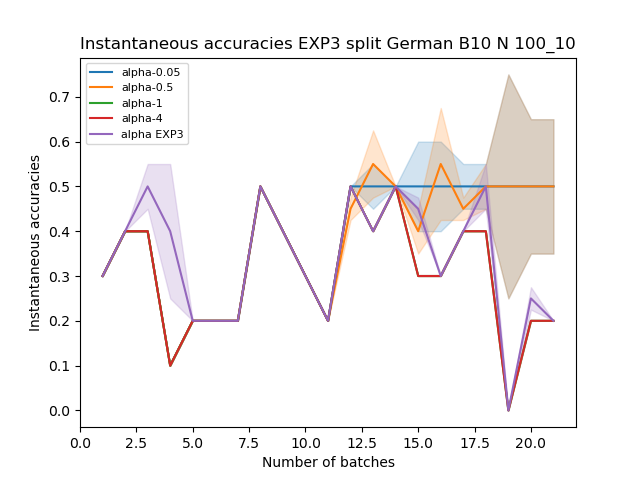 Instantaneous accuracies EXP3 split German B10 N 100_10
alpha-0.05
alpha-0.5
alpha-1
alpha-4
alpha EXP3
Instantaneous accuracies
0.7
0.6
0.5
0.4
0.3
0.2
0.1
0.0
0.0 2.5 5.0 7.5 10.0 12.5 15.0 17.5 20.0
Number of batches